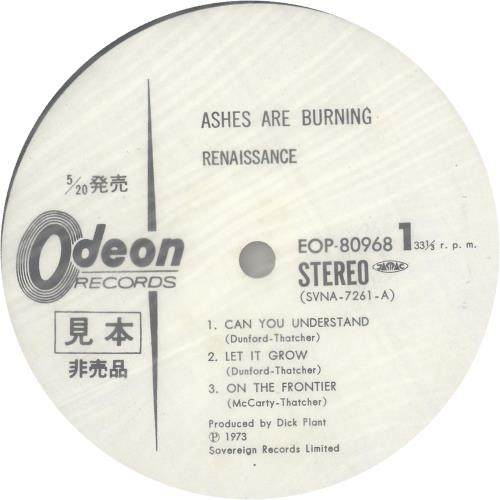 ASHES ARE BURNING
RENAISSANCE
5/20 発売
Odeon
RECORDS
見本
非売品
EOP-80968 1 33⅓ r. p. m.
STEREO JASRAC
(SVNA-7261-A)
1. CAN YOU UNDERSTAND
(Dunford-Thatcher)
2. LET IT GROW
(Dunford-Thatcher)
3. ON THE FRONTIER
(McCarty-Thatcher)
Produced by Dick Plant
Ⓟ 1973
Sovereign Records Limited